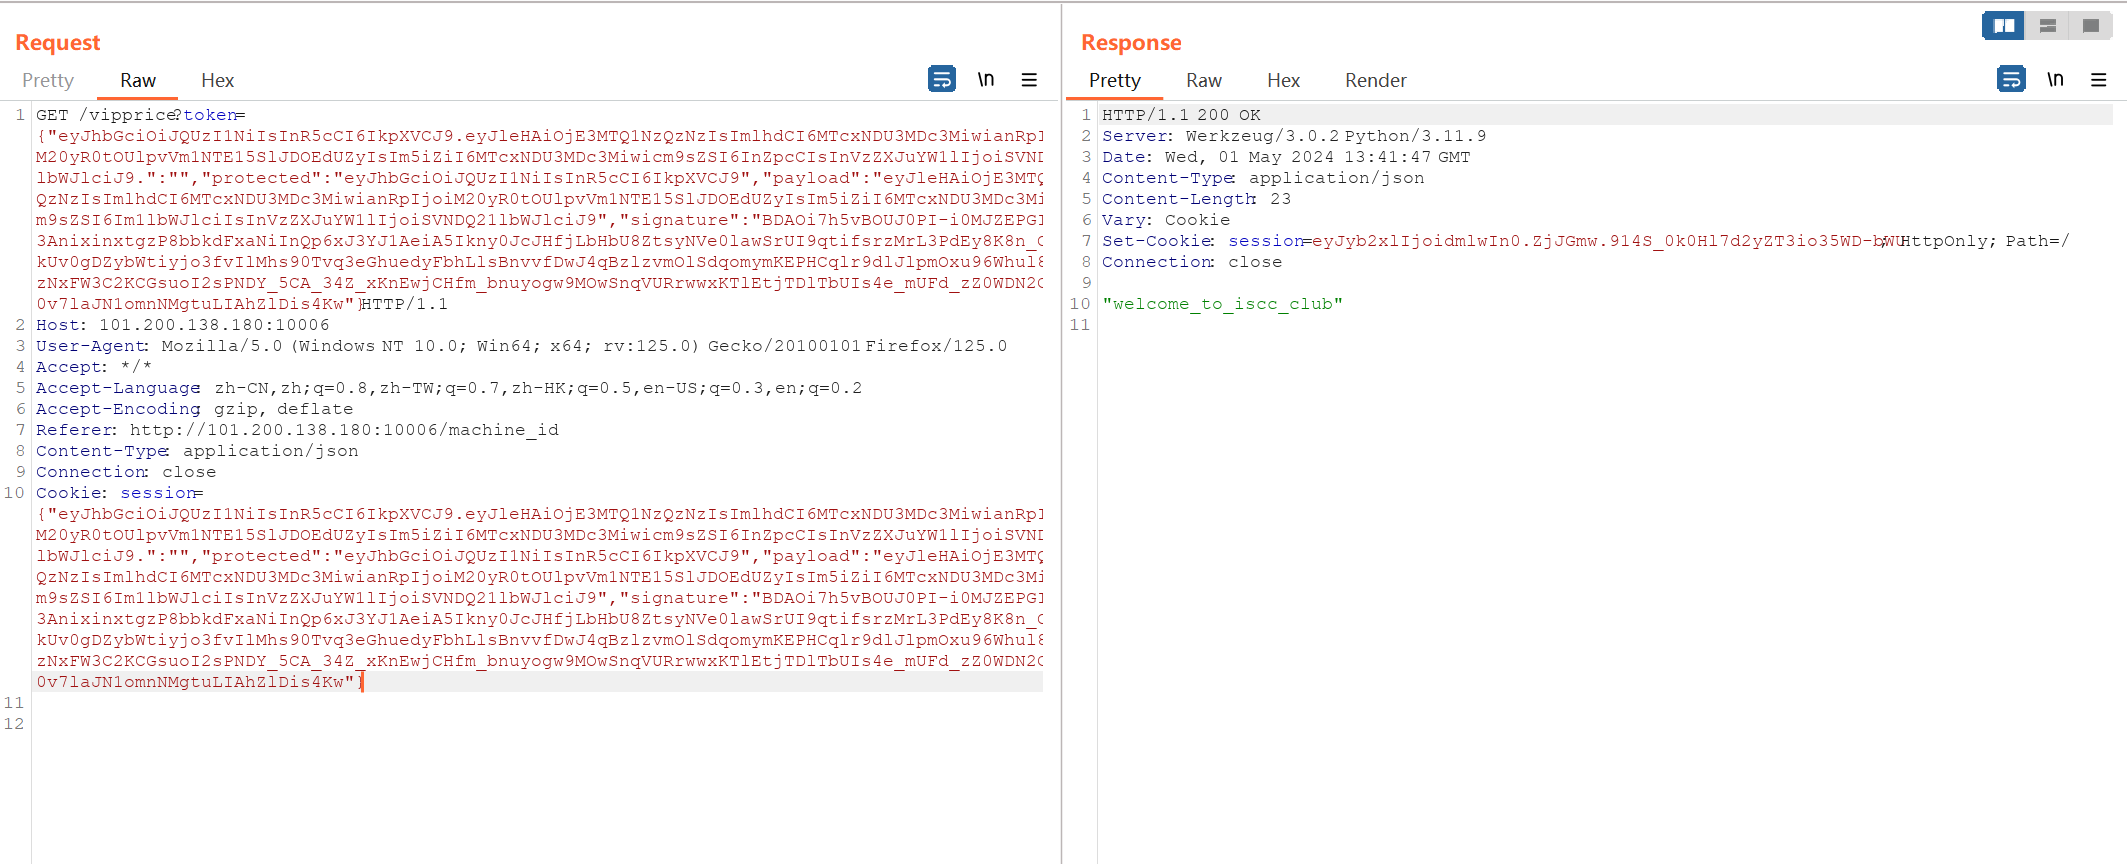 Request
Pretty Raw Hex
\n
1 GET /vipprice?token=
{"eyJhbGciOiJQUzI1NiIsInR5cCI6IkpXVCJ9.eyJleHAiOjE3MTQ1NzQzNzIsImlhdCI6MTcxNDU3MDc3MiwianRpI
M20yR0tOUlpvVm1NTE15SlJDOEdUZyIsIm5iZiI6MTcxNDU3MDc3Miwicm9sZSI6InZpcCIsInVzZXJuYW1lIjoiSVND
lbWJlciJ9.":"","protected":"eyJhbGciOiJQUzI1NiIsInR5cCI6IkpXVCJ9","payload":"eyJleHAiOjE3MTQ
QzNzIsImlhdCI6MTcxNDU3MDc3MiwianRpIjoiM20yR0tOUlpvVm1NTE15SlJDOEdUZyIsIm5iZiI6MTcxNDU3MDc3Mi
m9sZSI6Im1lbWJlciIsInVzZXJuYW1lIjoiSVNDQ21lbWJlciJ9","signature":"BDAOi7h5vBOUJ0PI-i0MJZEPGI
3AnixinxtgzP8bbkdFxaNiInQp6xJ3YJ1AeiA5Ikny0JcJHfjLbHbU8ZtsyNVe0lawSrUI9qtifsrzMrL3PdEy8K8n_C
kUv0gDZybWtiyjo3fvIlMhs90Tvq3eGhuedyFbhLlsBnvvfDwJ4qBzlzvmOlSdqomymKEPHCqlr9dlJlpmOxu96Whul8
zNxFW3C2KCGsuoI2sPNDY_5CA_34Z_xKnEwjCHfm_bnuyogw9MOwSnqVURrwwxKTlEtjTDlTbUIs4e_mUFd_zZ0WDN2C
0v7laJN1omnNMgtuLIAhZlDis4Kw"}HTTP/1.1
2 Host: 101.200.138.180:10006
3 User-Agent: Mozilla/5.0 (Windows NT 10.0; Win64; x64; rv:125.0) Gecko/20100101 Firefox/125.0
4 Accept: */*
5 Accept-Language: zh-CN,zh;q=0.8,zh-TW;q=0.7,zh-HK;q=0.5,en-US;q=0.3,en;q=0.2
6 Accept-Encoding: gzip, deflate
7 Referer: http://101.200.138.180:10006/machine_id
8 Content-Type: application/json
9 Connection: close
10 Cookie: session=
{"eyJhbGciOiJQUzI1NiIsInR5cCI6IkpXVCJ9.eyJleHAiOjE3MTQ1NzQzNzIsImlhdCI6MTcxNDU3MDc3MiwianRpI
M20yR0tOUlpvVm1NTE15SlJDOEdUZyIsIm5iZiI6MTcxNDU3MDc3Miwicm9sZSI6InZpcCIsInVzZXJuYW1lIjoiSVND
lbWJlciJ9.":"","protected":"eyJhbGciOiJQUzI1NiIsInR5cCI6IkpXVCJ9","payload":"eyJleHAiOjE3MTQ
QzNzIsImlhdCI6MTcxNDU3MDc3MiwianRpIjoiM20yR0tOUlpvVm1NTE15SlJDOEdUZyIsIm5iZiI6MTcxNDU3MDc3Mi
m9sZSI6Im1lbWJlciIsInVzZXJuYW1lIjoiSVNDQ21lbWJlciJ9","signature":"BDAOi7h5vBOUJ0PI-i0MJZEPGI
3AnixinxtgzP8bbkdFxaNiInQp6xJ3YJ1AeiA5Ikny0JcJHfjLbHbU8ZtsyNVe0lawSrUI9qtifsrzMrL3PdEy8K8n_C
kUv0gDZybWtiyjo3fvIlMhs90Tvq3eGhuedyFbhLlsBnvvfDwJ4qBzlzvmOlSdqomymKEPHCqlr9dlJlpmOxu96Whul8
zNxFW3C2KCGsuoI2sPNDY_5CA_34Z_xKnEwjCHfm_bnuyogw9MOwSnqVURrwwxKTlEtjTDlTbUIs4e_mUFd_zZ0WDN2C
0v7laJN1omnNMgtuLIAhZlDis4Kw"}
11
12
Response
Pretty Raw Hex Render
\n
1 HTTP/1.1 200 OK
2 Server: Werkzeug/3.0.2 Python/3.11.9
3 Date: Wed, 01 May 2024 13:41:47 GMT
4 Content-Type: application/json
5 Content-Length: 23
6 Vary: Cookie
7 Set-Cookie: session=eyJyb2xlIjoidmlwIn0.ZjJGmw.914S_0k0Hl7d2yZT3io35WD-bWU; HttpOnly; Path=/
8 Connection: close
9
10 "welcome_to_iscc_club"
11